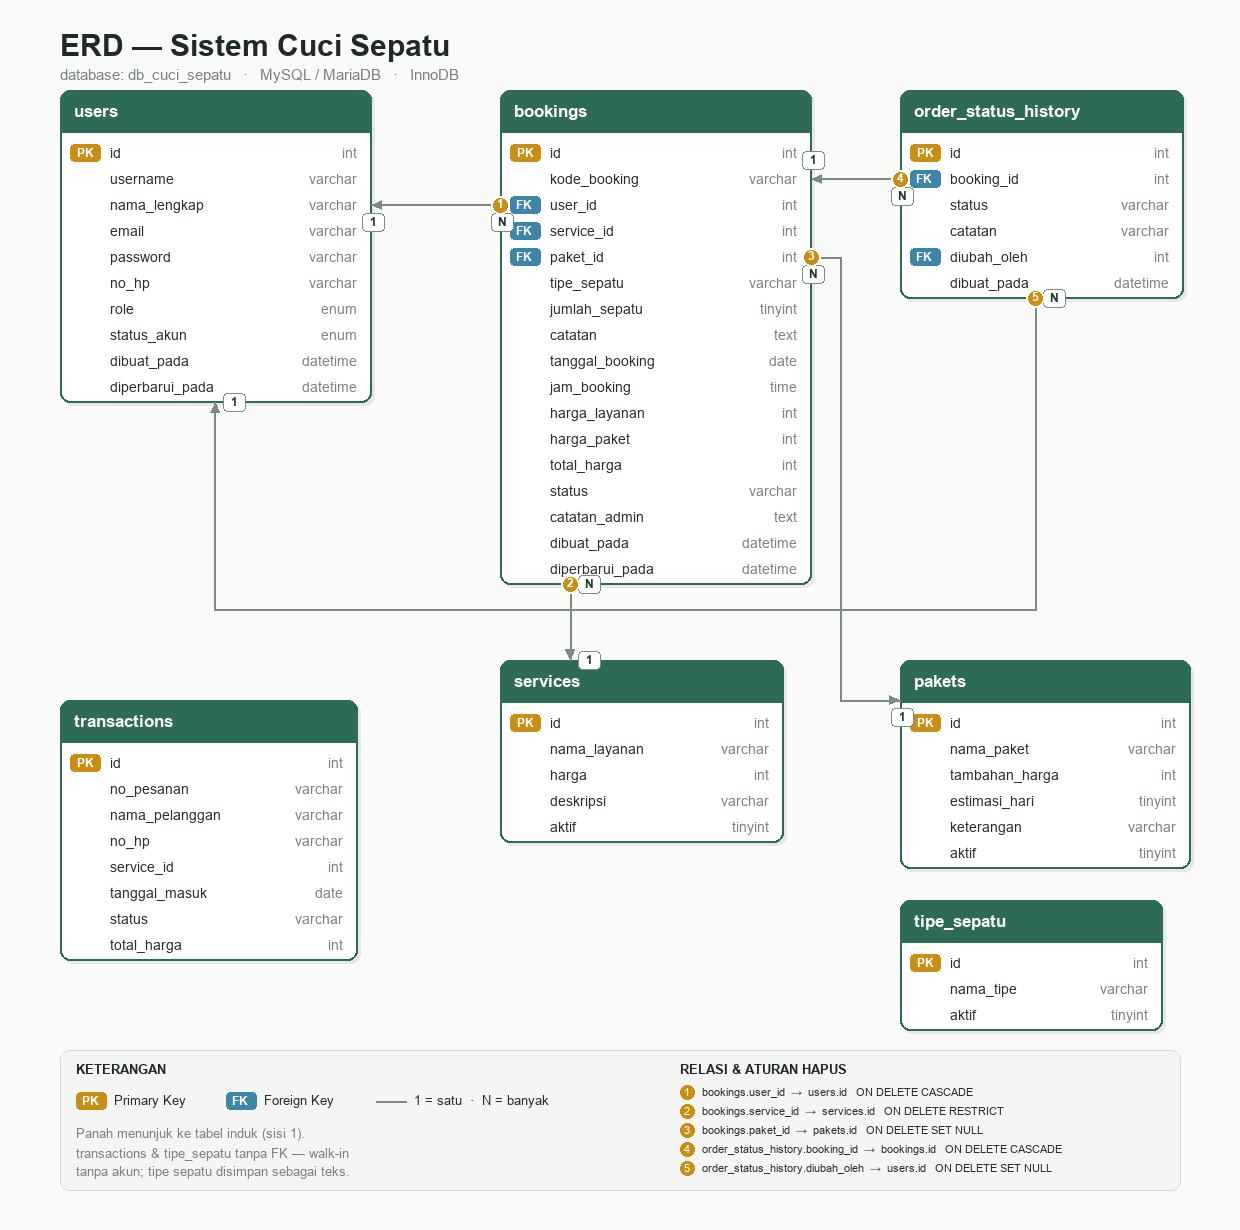 ERD — Sistem Cuci Sepatu
database: db_cuci_sepatu · MySQL / MariaDB · InnoDB
users
PK id int
username varchar
nama_lengkap varchar
email varchar
password varchar
no_hp varchar
role enum
status_akun enum
dibuat_pada datetime
diperbarui_pada datetime
1
1
bookings
PK id int
1
kode_booking varchar
1 FK user_id int
N
FK service_id int
FK paket_id int 3
N
tipe_sepatu varchar
jumlah_sepatu tinyint
catatan text
tanggal_booking date
jam_booking time
harga_layanan int
harga_paket int
total_harga int
status varchar
catatan_admin text
dibuat_pada datetime
diperbarui_pada datetime
2 N
order_status_history
PK id int
4 FK booking_id int
N
status varchar
catatan varchar
FK diubah_oleh int
dibuat_pada datetime
5 N
transactions
PK id int
no_pesanan varchar
nama_pelanggan varchar
no_hp varchar
service_id int
tanggal_masuk date
status varchar
total_harga int
1
services
PK id int
nama_layanan varchar
harga int
deskripsi varchar
aktif tinyint
pakets
1
PK id int
nama_paket varchar
tambahan_harga int
estimasi_hari tinyint
keterangan varchar
aktif tinyint
tipe_sepatu
PK id int
nama_tipe varchar
aktif tinyint
KETERANGAN
PK Primary Key FK Foreign Key 1 = satu · N = banyak
Panah menunjuk ke tabel induk (sisi 1).
transactions & tipe_sepatu tanpa FK — walk-in
tanpa akun; tipe sepatu disimpan sebagai teks.
RELASI & ATURAN HAPUS
1 bookings.user_id → users.id ON DELETE CASCADE
2 bookings.service_id → services.id ON DELETE RESTRICT
3 bookings.paket_id → pakets.id ON DELETE SET NULL
4 order_status_history.booking_id → bookings.id ON DELETE CASCADE
5 order_status_history.diubah_oleh → users.id ON DELETE SET NULL